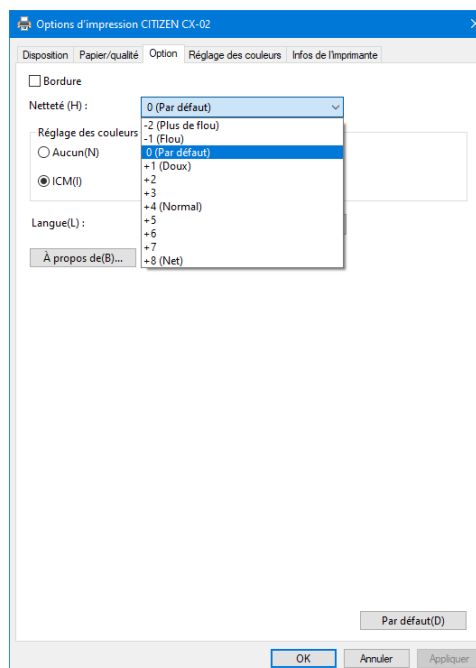 Options d'impression CITIZEN CX-02
Disposition Papier/qualité Option Réglage des couleurs Infos de l'imprimante
Bordure
Netteté (H) : 0 (Par défaut)
-2 (Plus de flou)
-1 (Flou)
0 (Par défaut)
+1 (Doux)
+2
+3
+4 (Normal)
+5
+6
+7
+8 (Net)
Réglage des couleurs
Aucun(N)
ICM(I)
Langue(L) :
À propos de(B)...
Par défaut(D)
OK Annuler Appliquer